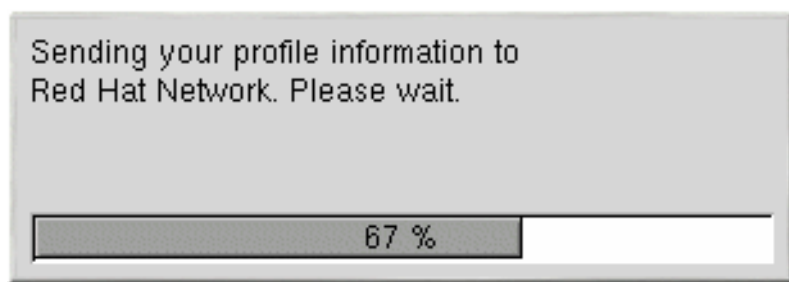 Sending your profile information to
Red Hat Network. Please wait.
67 %